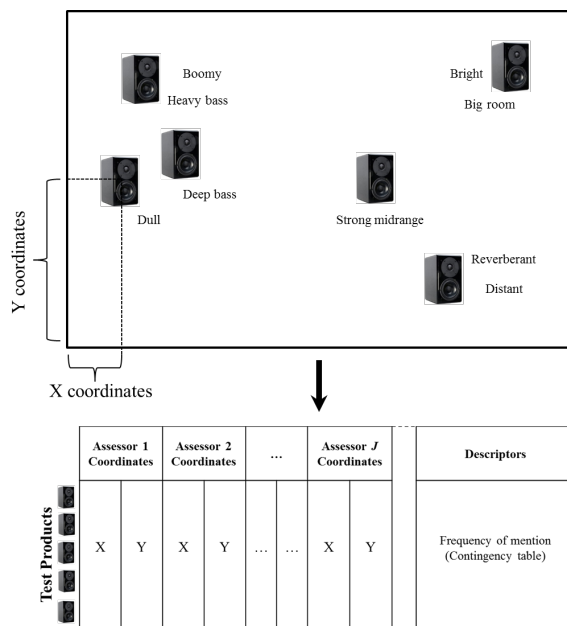 Boomy
Bright
Heavy bass
Big room
Deep bass
Dull
Strong midrange
Reverberant
Distant
Y coordinates
X coordinates
Assessor 1 Coordinates
Assessor 2 Coordinates
...
Assessor J Coordinates
Descriptors
Test Products
X Y X Y ... ... X Y
Frequency of mention
(Contingency table)